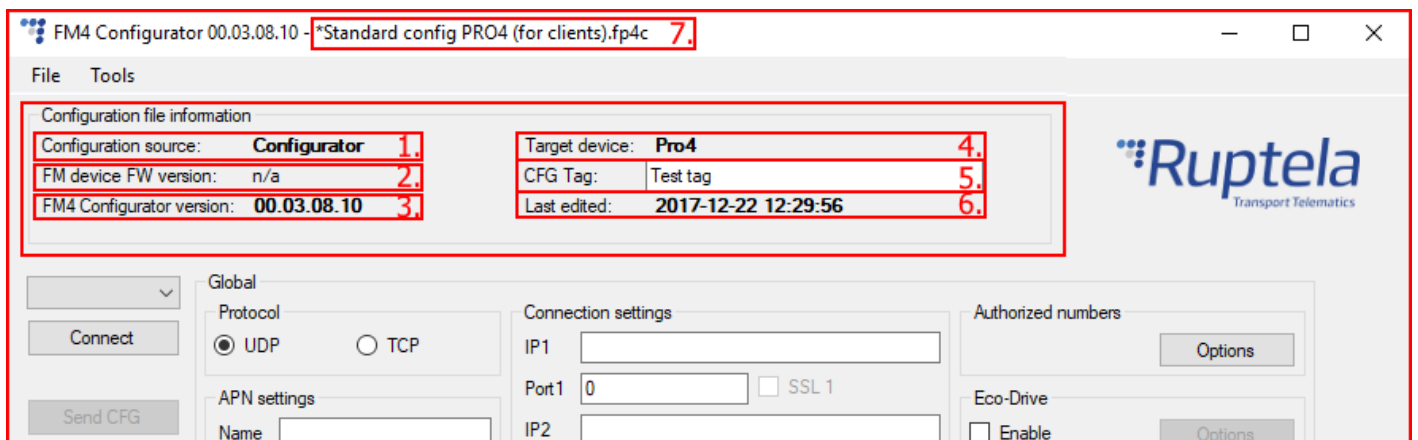 FM4 Configurator 00.03.08.10 - *Standard config PRO4 (for clients).fp4c 7.
File Tools
Configuration file information
Configuration source: Configurator 1. Target device: Pro4 4.
FM device FW version: n/a 2. CFG Tag: Test tag 5.
FM4 Configurator version: 00.03.08.10 3. Last edited: 2017-12-22 12:29:56 6.
Ruptela
Transport Telematics
Global
Protocol Connection settings Authorized numbers
Connect UDP TCP IP1 Options
Port1 0 SSL 1
APN settings Eco-Drive
Send CFG Name IP2 Enable Options